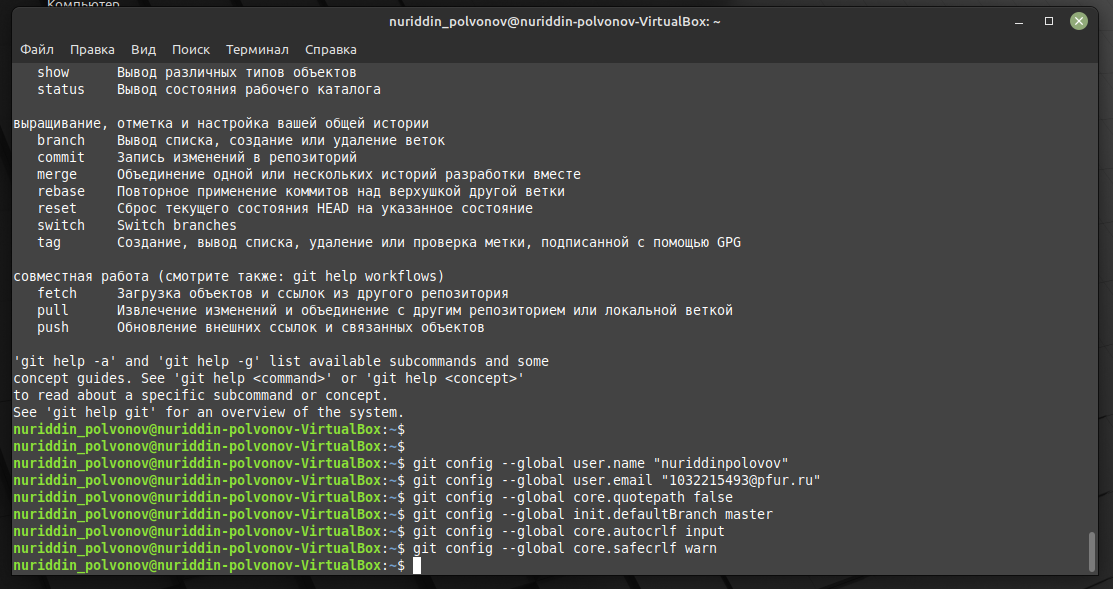 Компьютер
nuriddin_polvonov@nuriddin-polvonov-VirtualBox: ~
Файл Правка Вид Поиск Терминал Справка
show Вывод различных типов объектов
status Вывод состояния рабочего каталога
выращивание, отметка и настройка вашей общей истории
branch Вывод списка, создание или удаление веток
commit Запись изменений в репозиторий
merge Объединение одной или нескольких историй разработки вместе
rebase Повторное применение коммитов над верхушкой другой ветки
reset Сброс текущего состояния HEAD на указанное состояние
switch Switch branches
tag Создание, вывод списка, удаление или проверка метки, подписанной с помощью GPG
совместная работа (смотрите также: git help workflows)
fetch Загрузка объектов и ссылок из другого репозитория
pull Извлечение изменений и объединение с другим репозиторием или локальной веткой
push Обновление внешних ссылок и связанных объектов
'git help -a' and 'git help -g' list available subcommands and some
concept guides. See 'git help <command>' or 'git help <concept>'
to read about a specific subcommand or concept.
See 'git help git' for an overview of the system.
nuriddin_polvonov@nuriddin-polvonov-VirtualBox:~$
nuriddin_polvonov@nuriddin-polvonov-VirtualBox:~$
nuriddin_polvonov@nuriddin-polvonov-VirtualBox:~$ git config --global user.name "nuriddinpolovov"
nuriddin_polvonov@nuriddin-polvonov-VirtualBox:~$ git config --global user.email "1032215493@pfur.ru"
nuriddin_polvonov@nuriddin-polvonov-VirtualBox:~$ git config --global core.quotepath false
nuriddin_polvonov@nuriddin-polvonov-VirtualBox:~$ git config --global init.defaultBranch master
nuriddin_polvonov@nuriddin-polvonov-VirtualBox:~$ git config --global core.autocrlf input
nuriddin_polvonov@nuriddin-polvonov-VirtualBox:~$ git config --global core.safecrlf warn
nuriddin_polvonov@nuriddin-polvonov-VirtualBox:~$